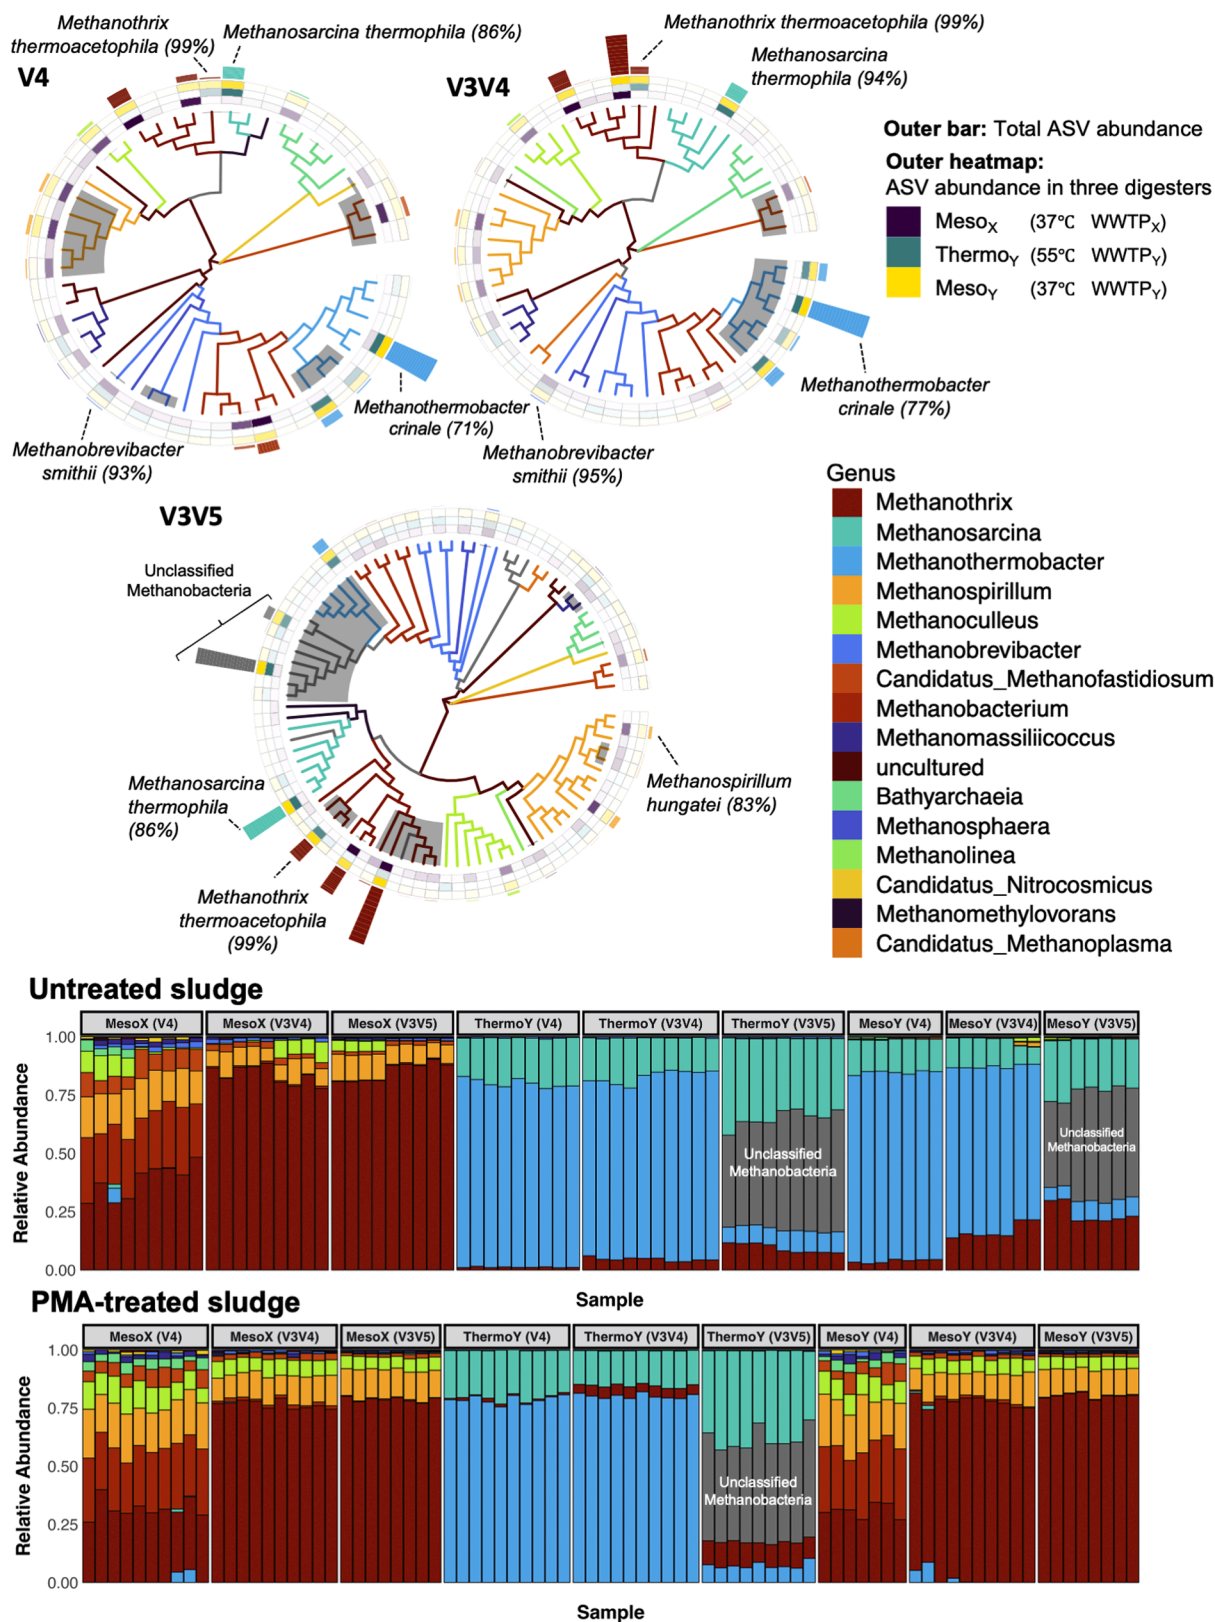 Methanothrix
thermoacetophila (99%)
Methanosarcina thermophila (86%)
V4
Methanothermobacter
crinale (71%)
Methanobrevibacter
smithii (93%)
Methanothrix thermoacetophila (99%)
Methanosarcina
thermophila (94%)
V3V4
Methanothermobacter
crinale (77%)
Methanobrevibacter
smithii (95%)
Outer bar: Total ASV abundance
Outer heatmap:
ASV abundance in three digesters
MesoX (37℃ WWTPX)
ThermoY (55℃ WWTPY)
MesoY (37℃ WWTPY)
V3V5
Unclassified
Methanobacteria
Methanosarcina
thermophila
(86%)
Methanothrix
thermoacetophila
(99%)
Methanospirillum
hungatei (83%)
Genus
Methanothrix
Methanosarcina
Methanothermobacter
Methanospirillum
Methanoculleus
Methanobrevibacter
Candidatus_Methanofastidiosum
Methanobacterium
Methanomassiliicoccus
uncultured
Bathyarchaeia
Methanosphaera
Methanolinea
Candidatus_Nitrocosmicus
Methanomethylovorans
Candidatus_Methanoplasma
Untreated sludge
MesoX (V4) MesoX (V3V4) MesoX (V3V5) ThermoY (V4) ThermoY (V3V4) ThermoY (V3V5) MesoY (V4) MesoY (V3V4) MesoY (V3V5)
Relative Abundance
1.00
0.75
0.50
0.25
0.00
Unclassified
Methanobacteria
Unclassified
Methanobacteria
Sample
PMA-treated sludge
MesoX (V4) MesoX (V3V4) MesoX (V3V5) ThermoY (V4) ThermoY (V3V4) ThermoY (V3V5) MesoY (V4) MesoY (V3V4) MesoY (V3V5)
Relative Abundance
1.00
0.75
0.50
0.25
0.00
Unclassified
Methanobacteria
Sample